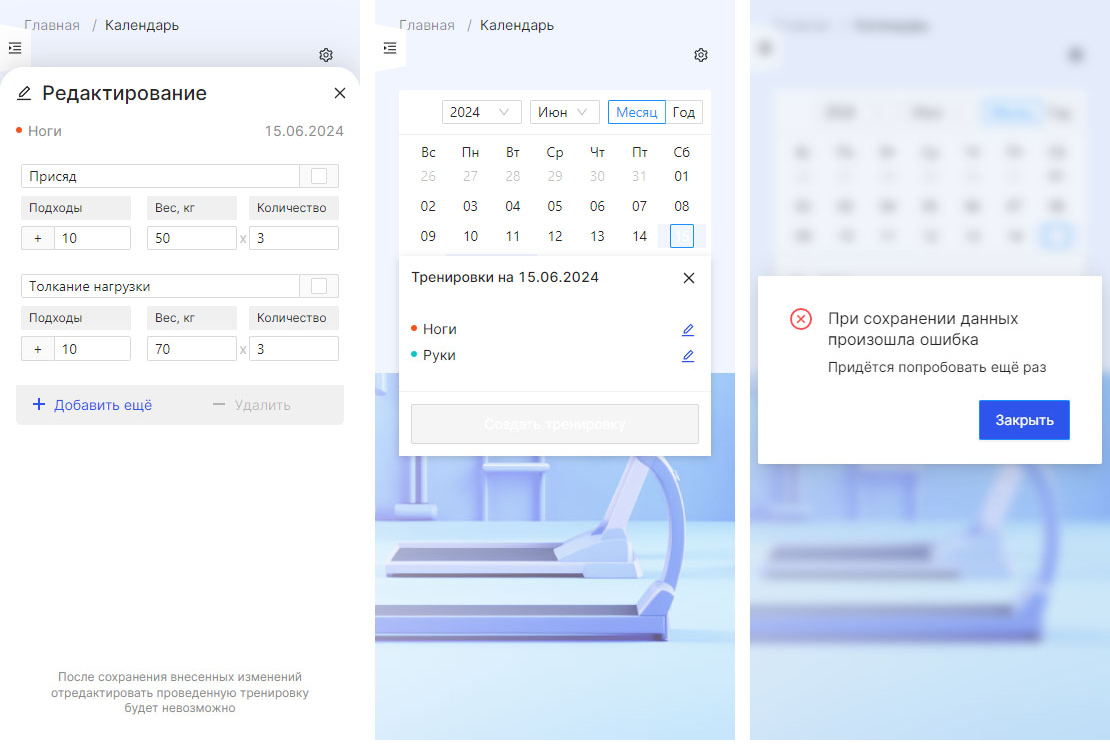 Главная / Календарь
Редактирование
Ноги 15.06.2024
Присяд
Подходы Вес, кг Количество
+ 10 50 x 3
Толкание нагрузки
Подходы Вес, кг Количество
+ 10 70 x 3
+ Добавить ещё — Удалить
После сохранения внесенных изменений
отредактировать проведенную тренировку
будет невозможно
Главная / Календарь
2024 Июн Месяц Год
Вс Пн Вт Ср Чт Пт Сб
26 27 28 29 30 31 01
02 03 04 05 06 07 08
09 10 11 12 13 14 15
Тренировки на 15.06.2024
Ноги
Руки
Создать тренировку
При сохранении данных
произошла ошибка
Придётся попробовать ещё раз
Закрыть